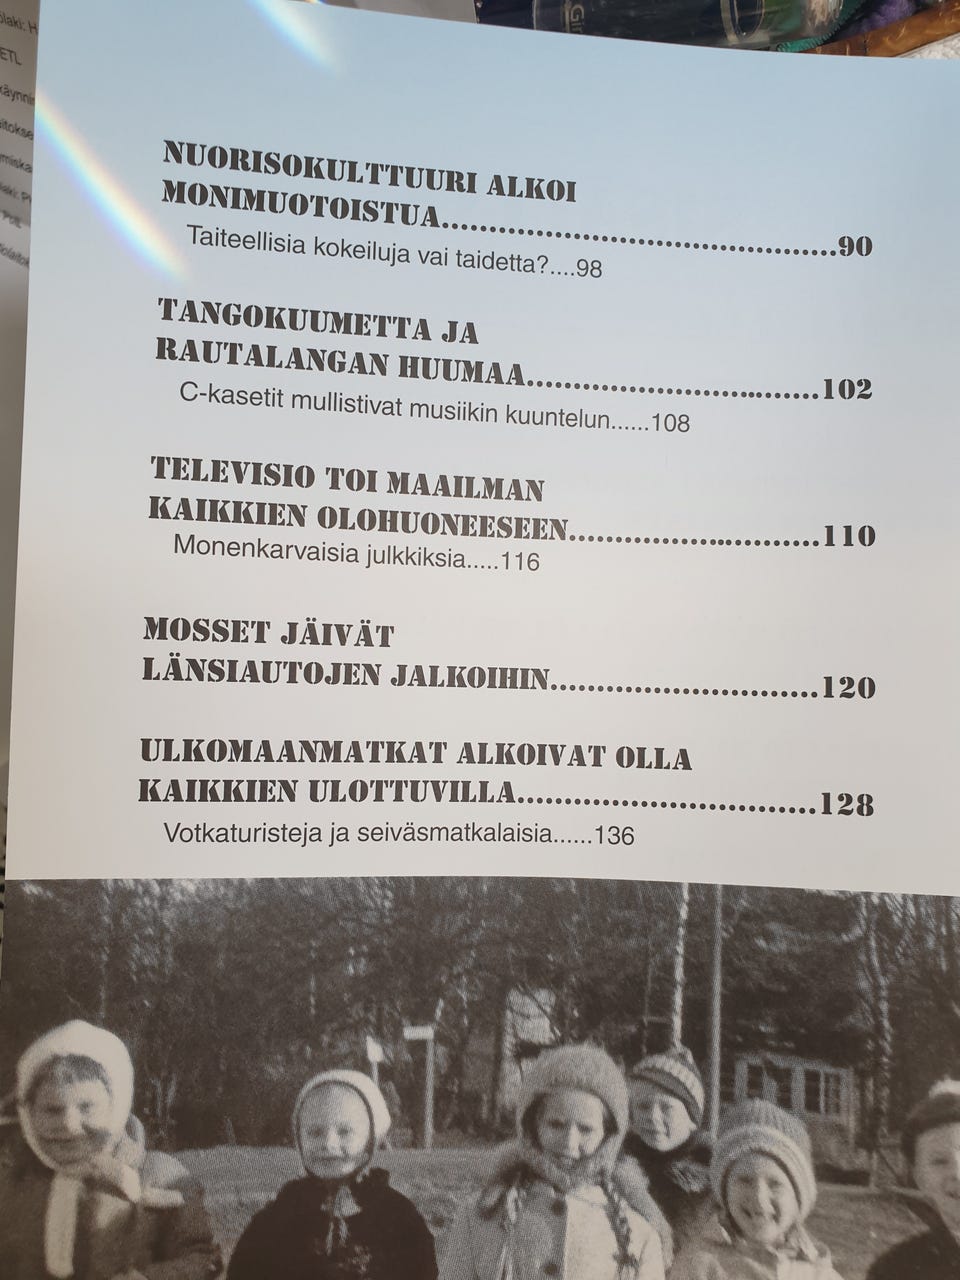 NUORISOKULTTUURI ALKOI
MONIMUOTOISTUA..........................................90
Taiteellisia kokeiluja vai taidetta?....98
TANGOKUUMETTA JA
RAUTALANGAN HUUMAA...............................102
C-kasetit mullistivat musiikin kuuntelun......108
TELEVISIO TOI MAAILMAN
KAIKKIEN OLOHUONEESEEN..........................110
Monenkarvaisia julkkiksia.....116
MOSSET JÄIVÄT
LÄNSIAUTOJEN JALKOIHIN............................120
ULKOMAANMATKAT ALKOIVAT OLLA
KAIKKIEN ULOTTUVILLA................................128
Votkaturisteja ja seiväsmatkalaisia......136